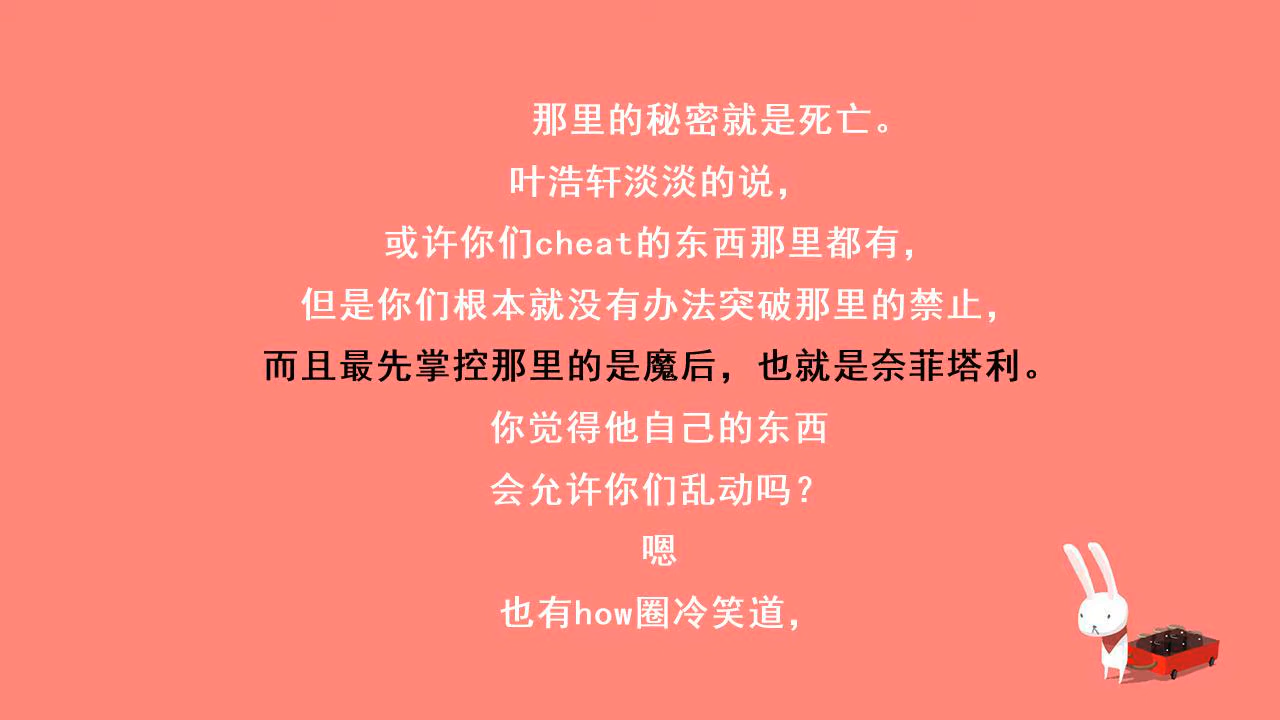 那里的秘密就是死亡。
叶浩轩淡淡的说，
或许你们cheat的东西那里都有，
但是你们根本就没有办法突破那里的禁止，
而且最先掌控那里的是魔后，也就是奈菲塔利。
你觉得他自己的东西
会允许你们乱动吗？
嗯
也有how圈冷笑道，